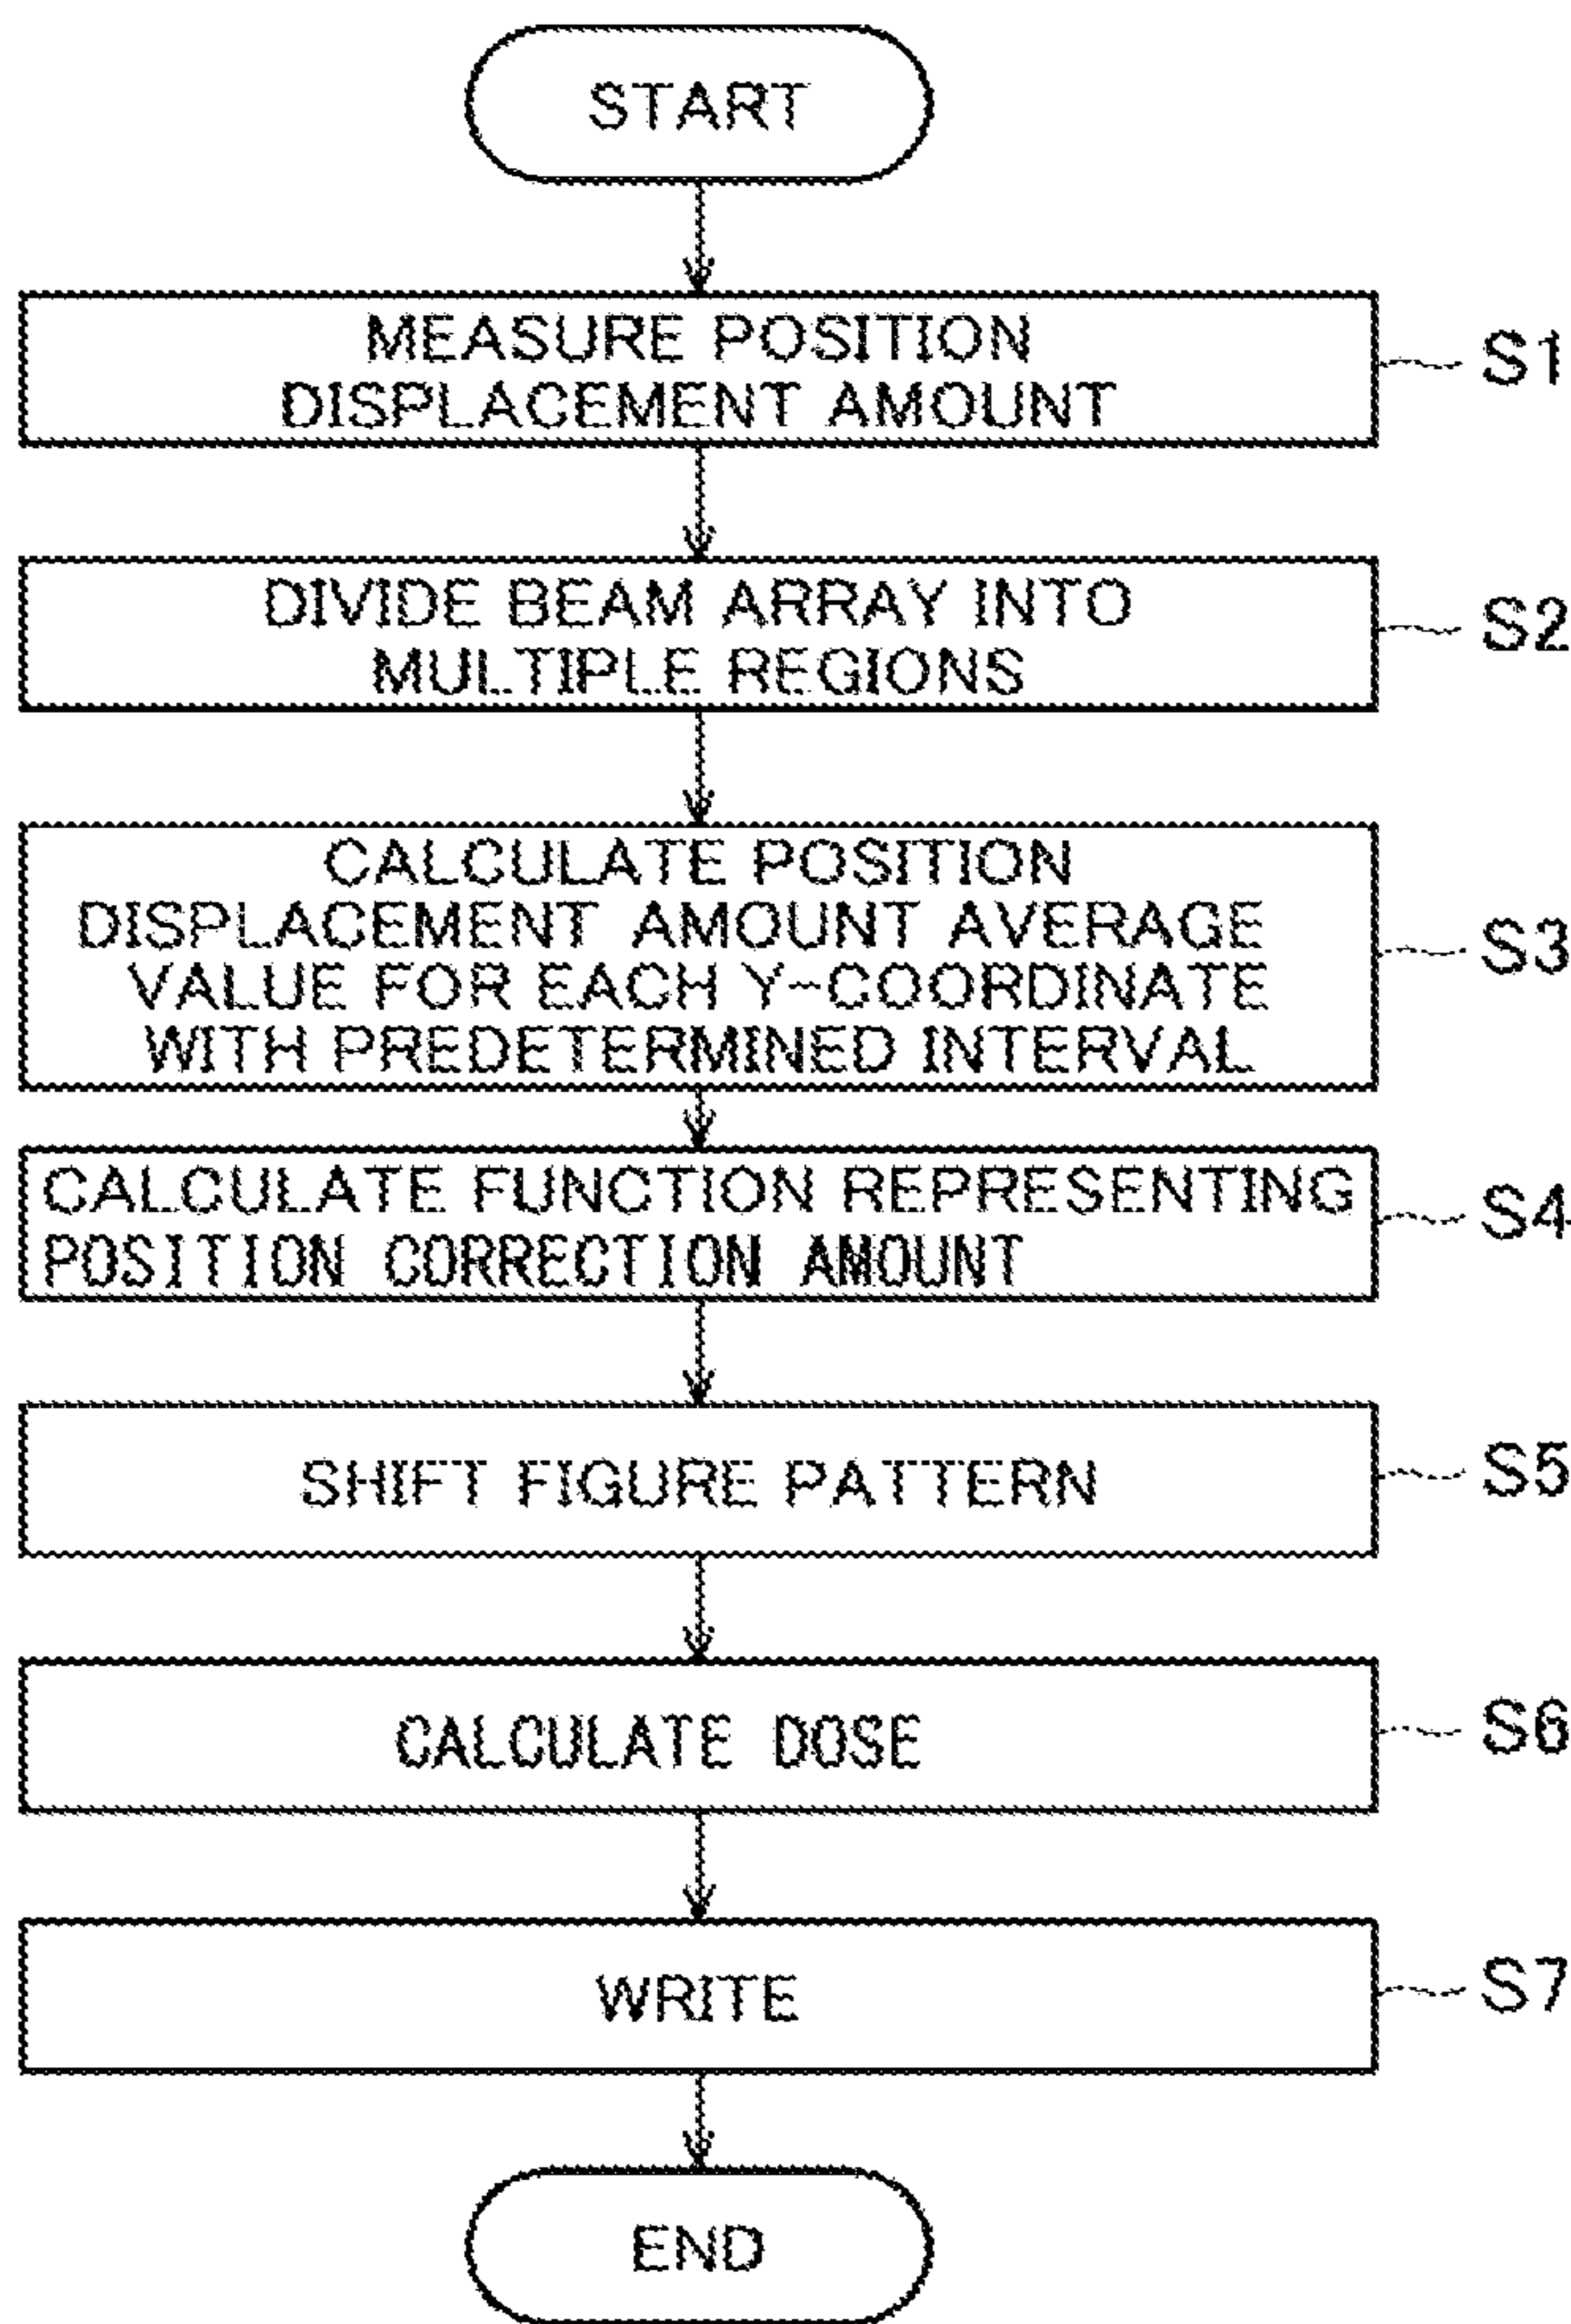 START
MEASURE POSITION
DISPLACEMENT AMOUNT
S1
DIVIDE BEAM ARRAY INTO
MULTIPLE REGIONS
S2
CALCULATE POSITION
DISPLACEMENT AMOUNT AVERAGE
VALUE FOR EACH Y-COORDINATE
WITH PREDETERMINED INTERVAL
S3
CALCULATE FUNCTION REPRESENTING
POSITION CORRECTION AMOUNT
S4
SHIFT FIGURE PATTERN
S5
CALCULATE DOSE
S6
WRITE
S7
END